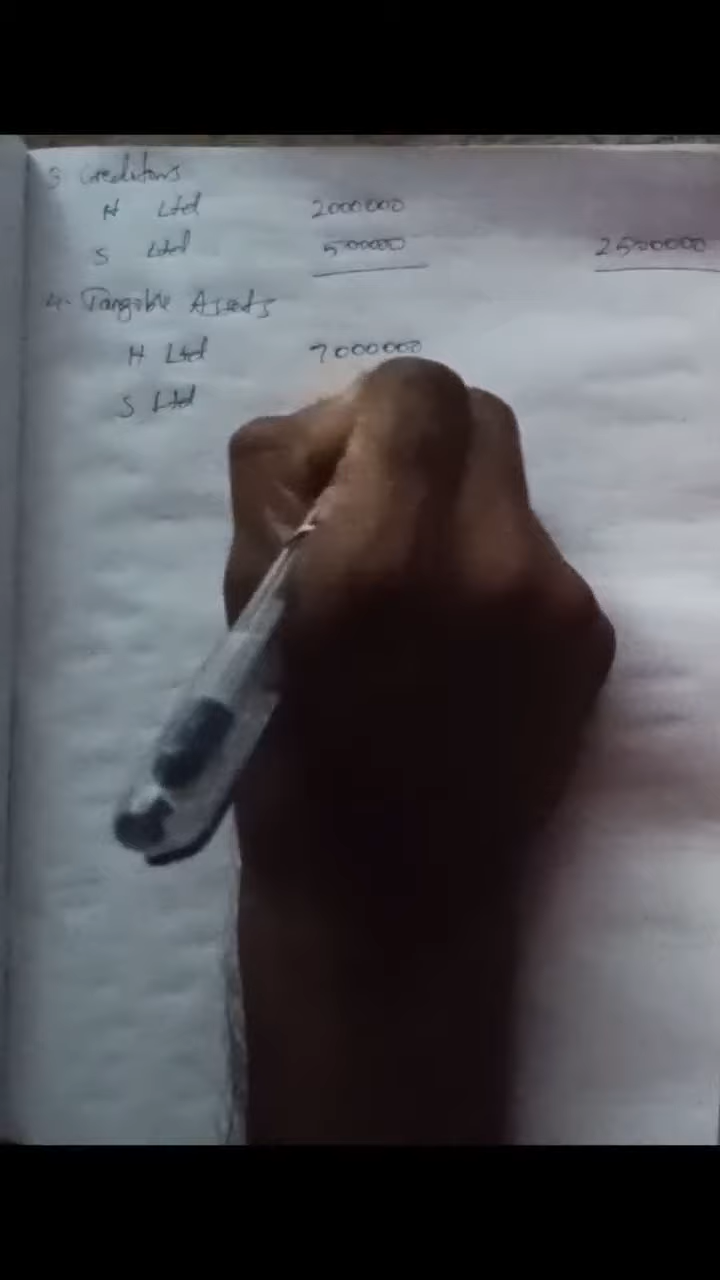 3 Creditors
H Ltd 2000000
S Ltd 500000 2500000
4. Tangible Assets
H Ltd 7000000
S Ltd